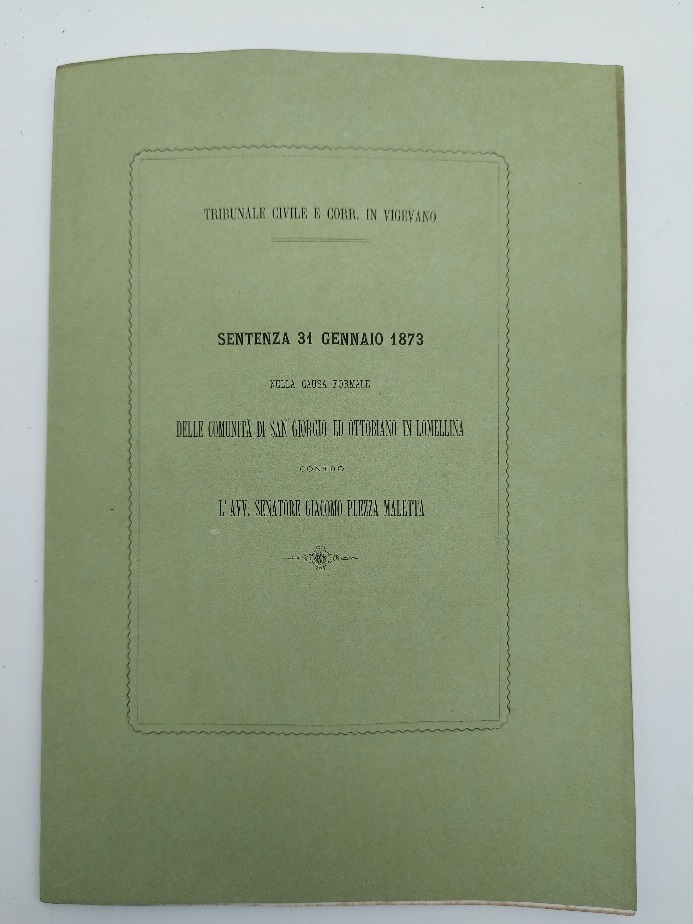 TRIBUNALE CIVILE E CORR. IN VIGEVANO
SENTENZA 31 GENNAIO 1873
NELLA CAUSA FORMALE
DELLE COMUNITÀ DI SAN GIORGIO ED OTTOBIANO IN LOMELLINA
CONTRO
L'AVV. SENATORE GIACOMO PLEZZA MALETTA